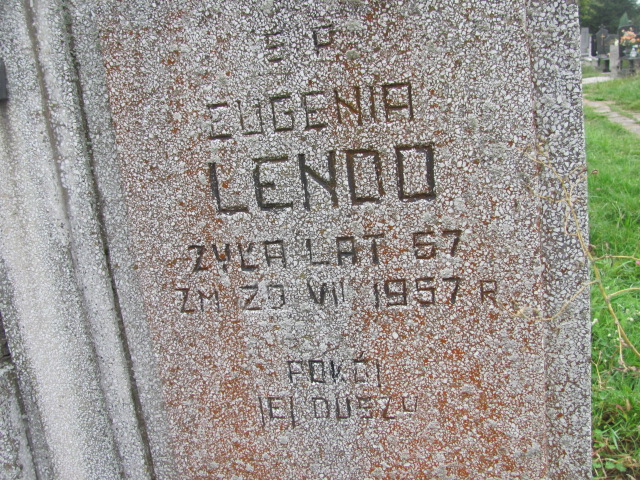 Ś P
EUGENIA
LENDO
ŻYŁA LAT 67
ZM 20 VII 1957 R
POKÓJ
JEJ DUSZY